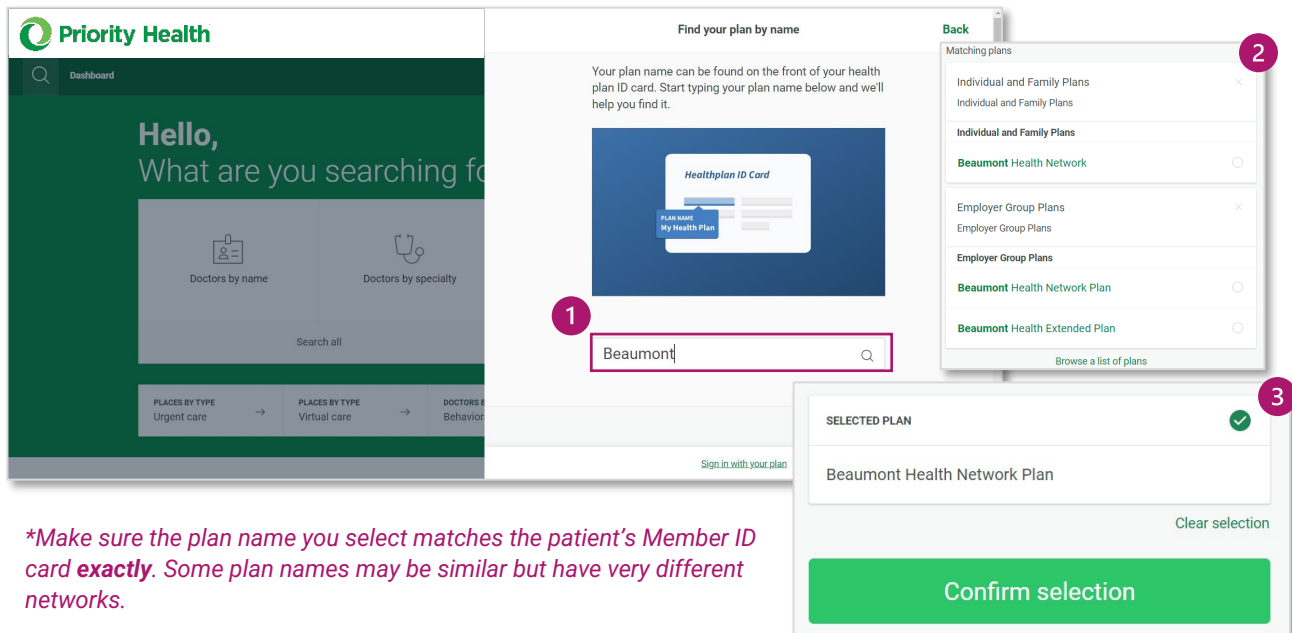 Priority Health
Dashboard
Hello,
What are you searching fo
Doctors by name
Doctors by specialty
Search all
PLACES BY TYPE
Urgent care
PLACES BY TYPE
Virtual care
DOCTORS B
Behavior
Find your plan by name
Back
Your plan name can be found on the front of your health
plan ID card. Start typing your plan name below and we'll
help you find it.
Healthplan ID Card
PLAN NAME
My Health Plan
1
Beaumont
Sign in with your plan
2
Matching plans
Individual and Family Plans
Individual and Family Plans
Individual and Family Plans
Beaumont Health Network
Employer Group Plans
Employer Group Plans
Employer Group Plans
Beaumont Health Network Plan
Beaumont Health Extended Plan
Browse a list of plans
3
SELECTED PLAN
Beaumont Health Network Plan
Clear selection
Confirm selection
*Make sure the plan name you select matches the patient's Member ID
card exactly. Some plan names may be similar but have very different
networks.